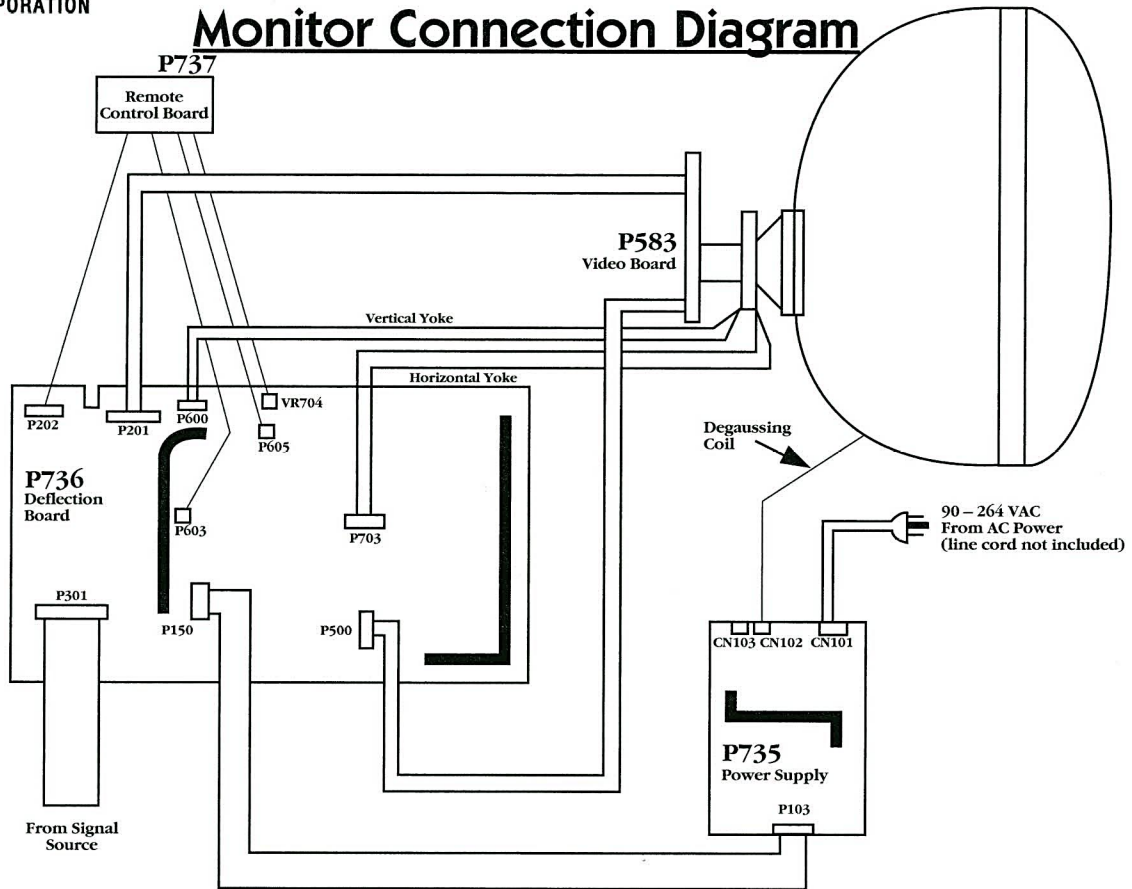 PORATION
Monitor Connection Diagram
P737
Remote
Control Board
P583
Video Board
Vertical Yoke
Horizontal Yoke
P202
P201
P600
VR704
P605
P736
Deflection
Board
P603
P703
Degaussing
Coil
90 – 264 VAC
From AC Power
(line cord not included)
P301
P150
P500
CN103 CN102 CN101
P735
Power Supply
P103
From Signal
Source